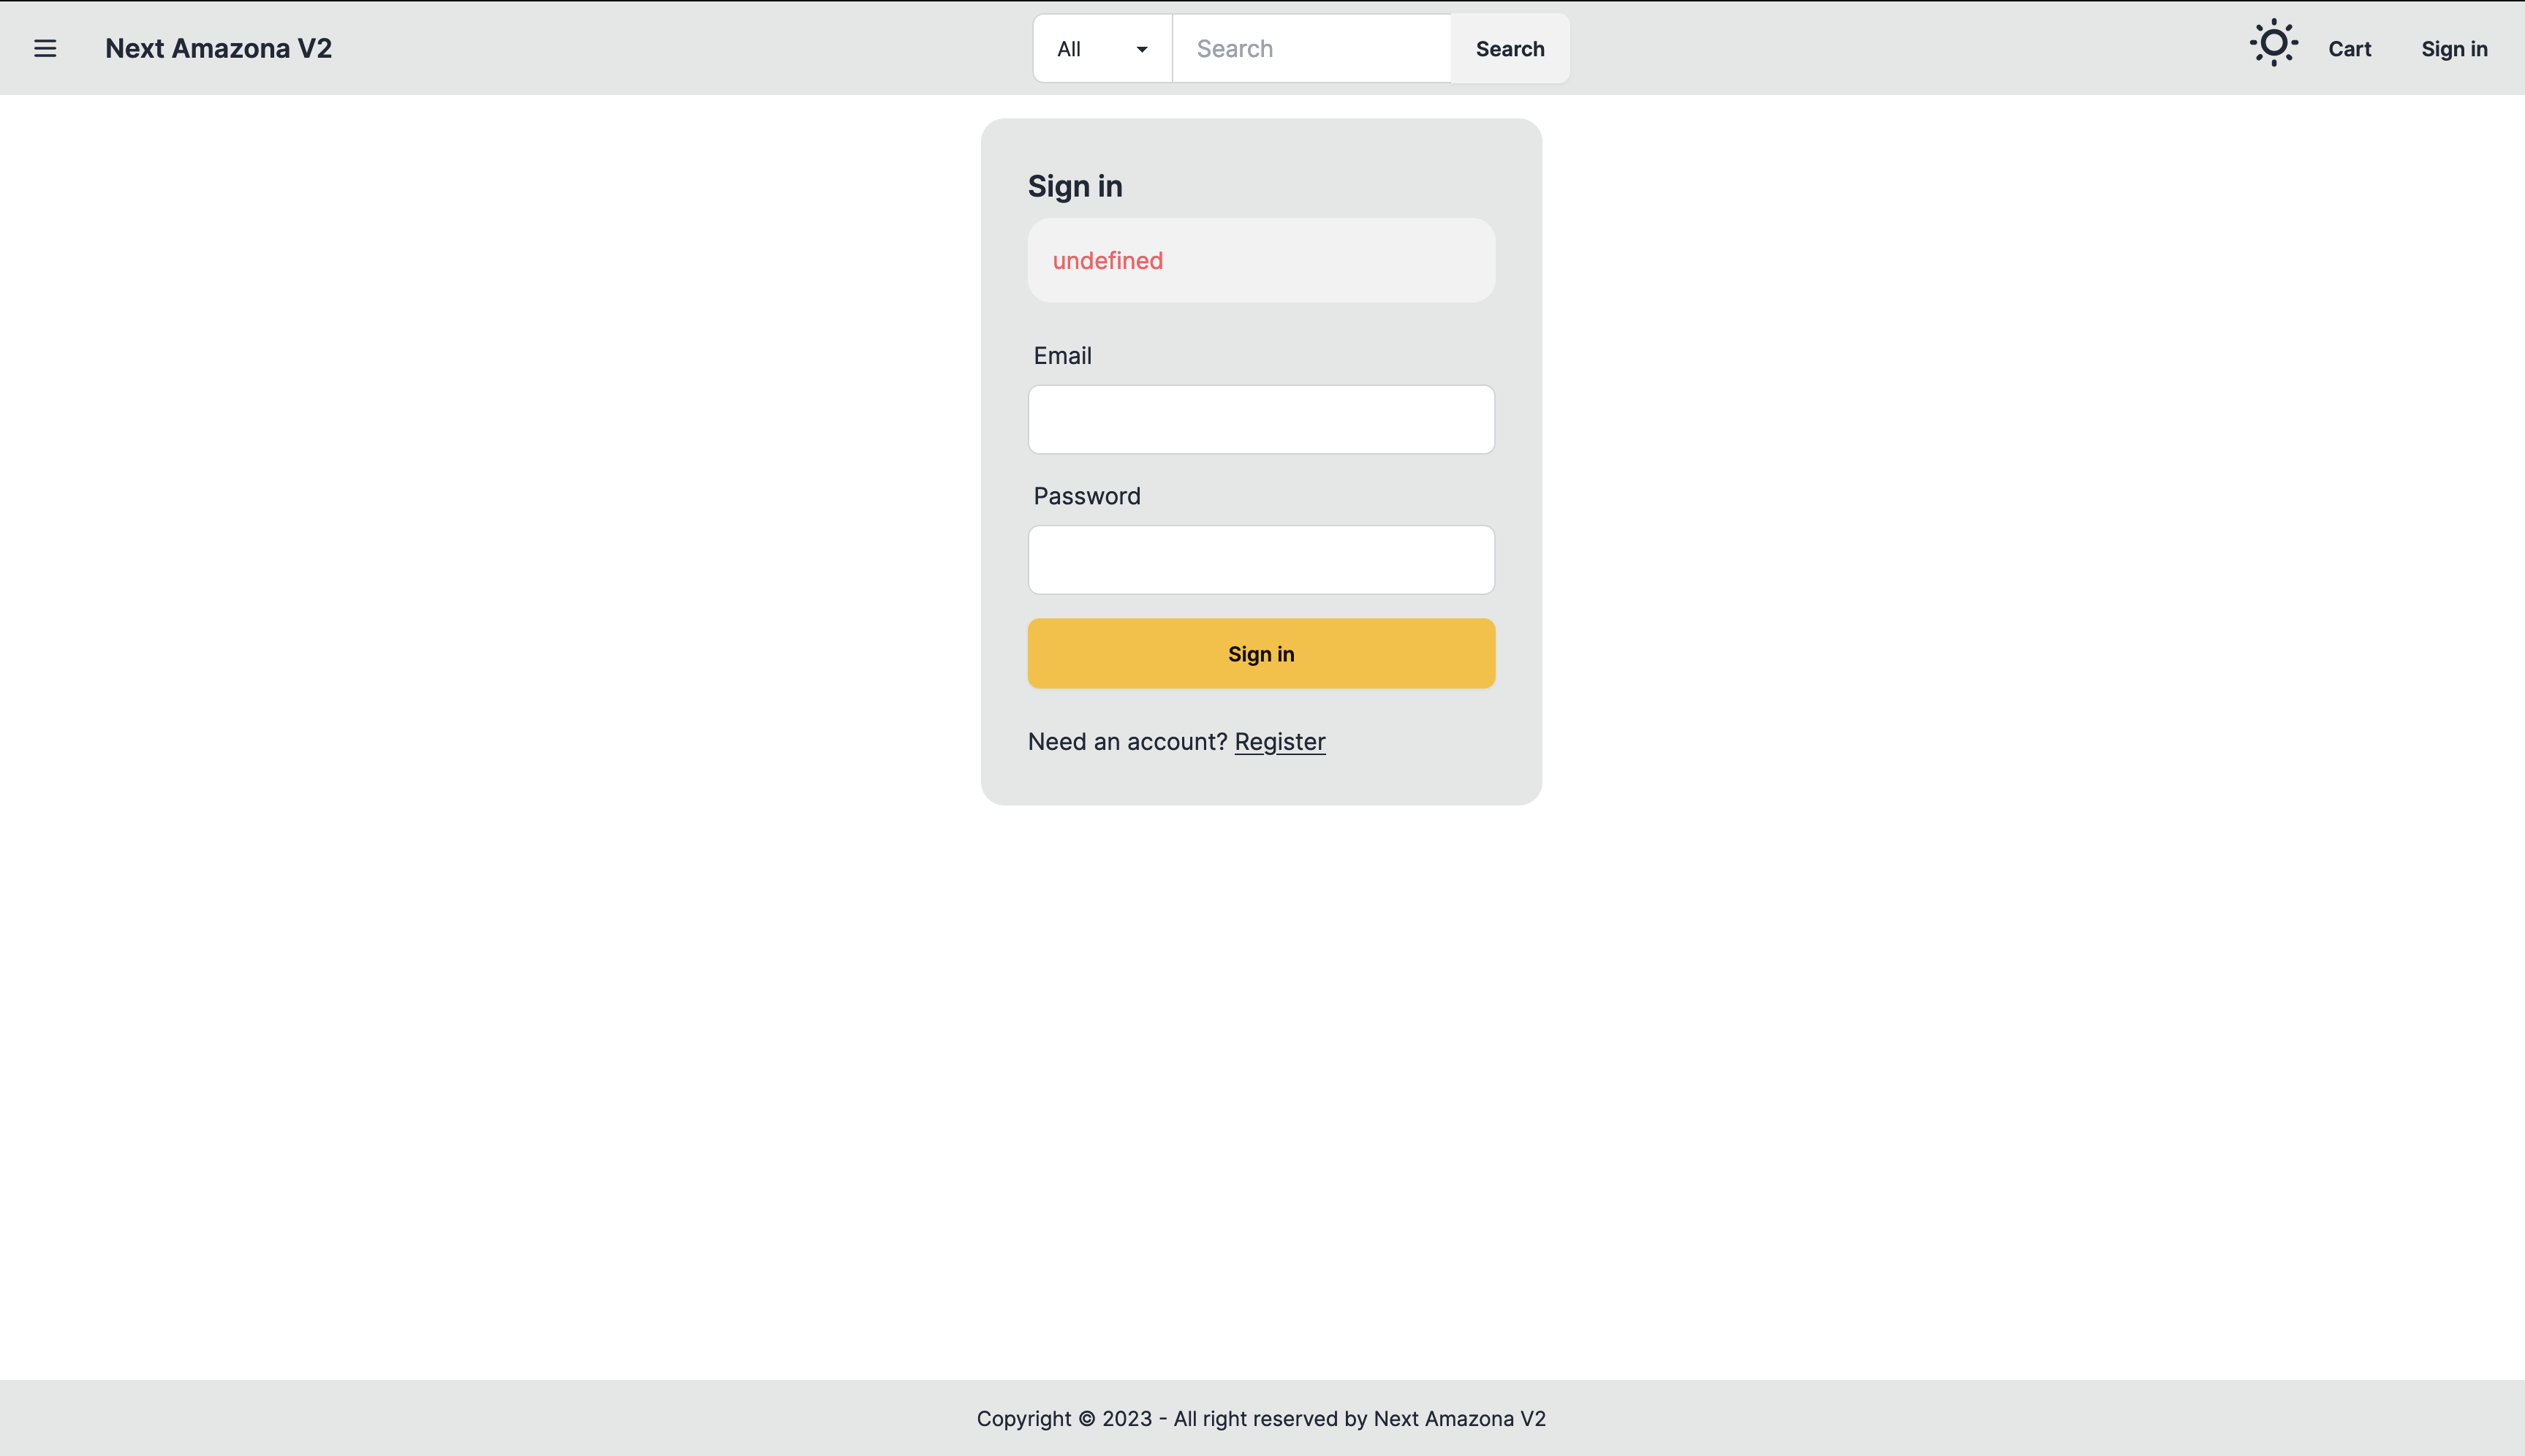 Next Amazona V2
All
Search
Search
Cart
Sign in
Sign in
undefined
Email
Password
Sign in
Need an account? Register
Copyright © 2023 - All right reserved by Next Amazona V2